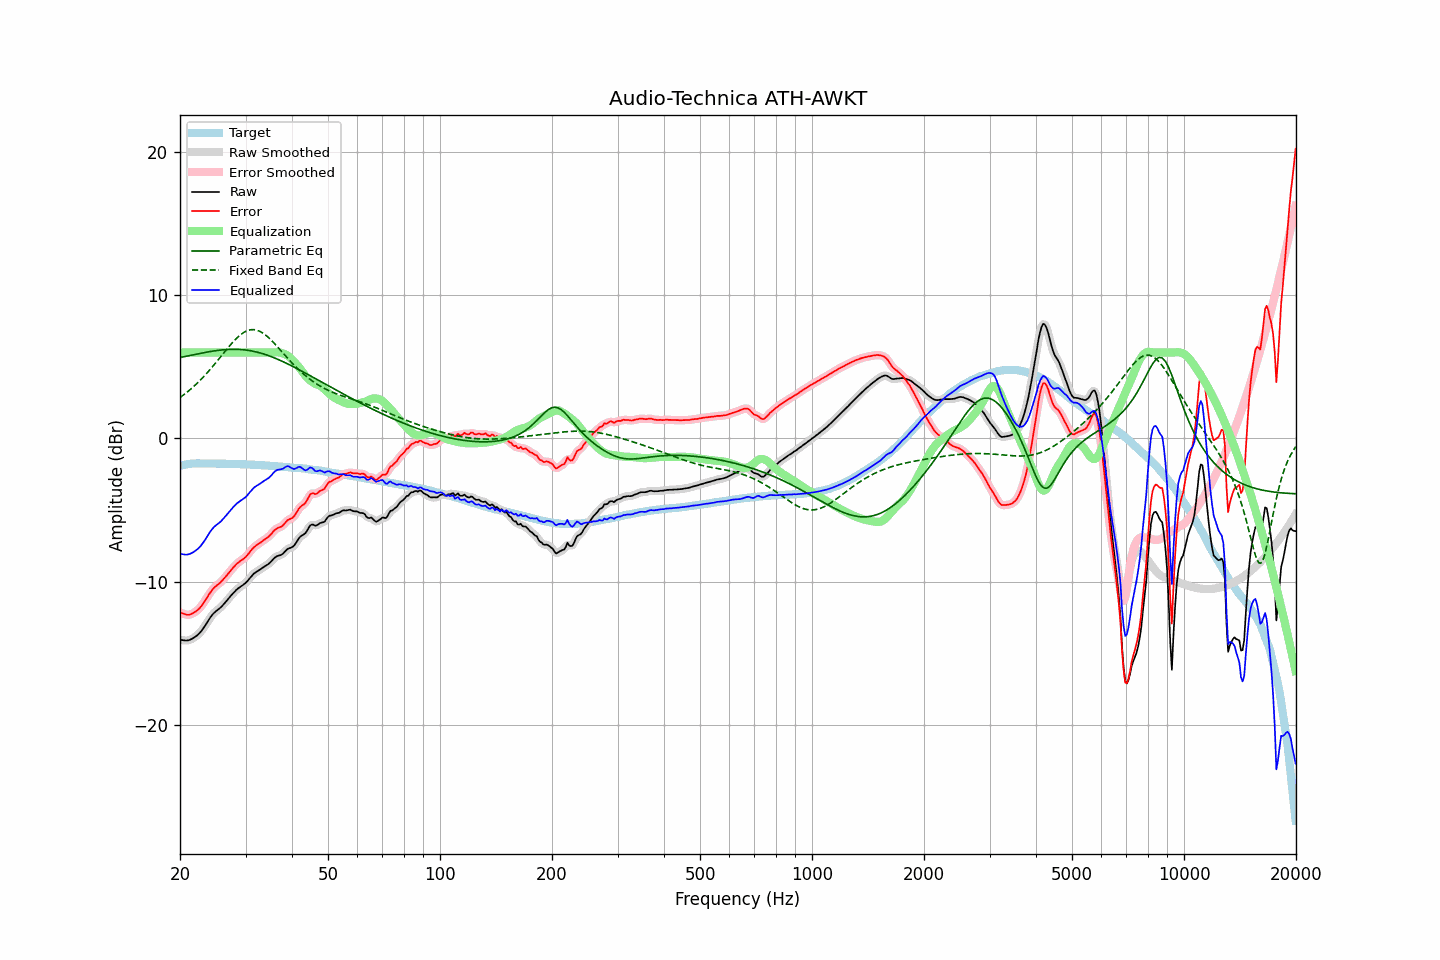 Audio-Technica ATH-AWKT
Target
Raw Smoothed
Error Smoothed
Raw
Error
Equalization
Parametric Eq
Fixed Band Eq
Equalized
Amplitude (dBr)
20
10
0
−10
−20
20
50
100
200
500
1000
2000
5000
10000
20000
Frequency (Hz)